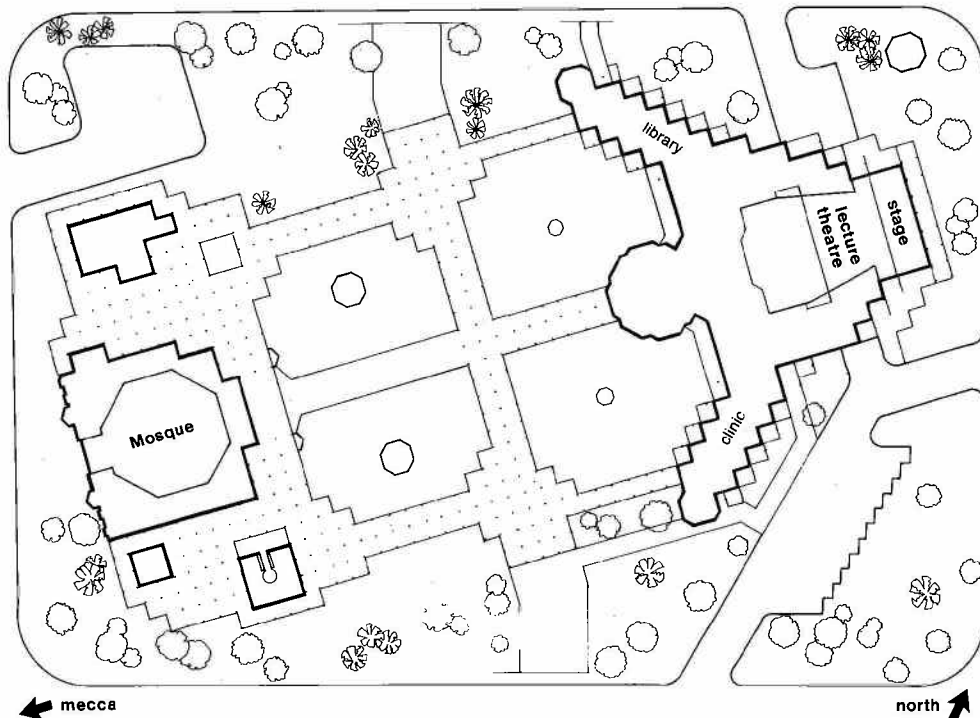 library
lecture
theatre
stage
Mosque
clinic
mecca
north